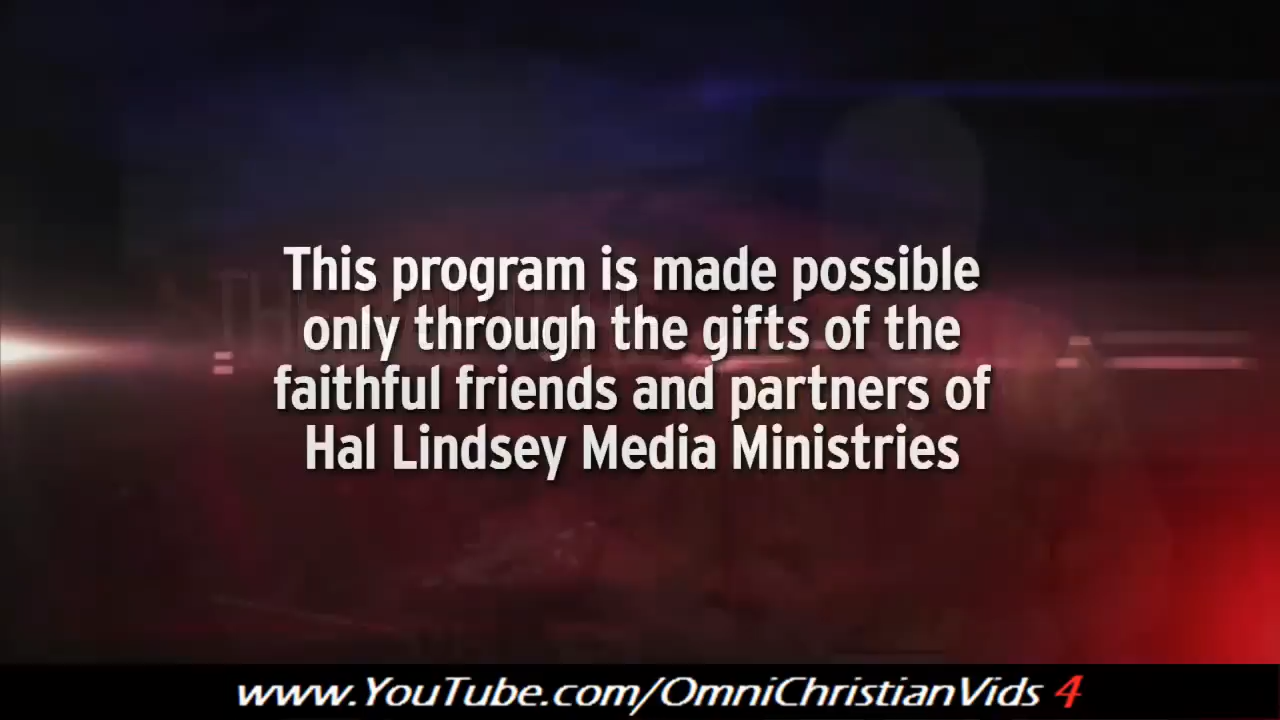 This program is made possible
only through the gifts of the
faithful friends and partners of
Hal Lindsey Media Ministries
www.YouTube.com/OmniChristianVids 4